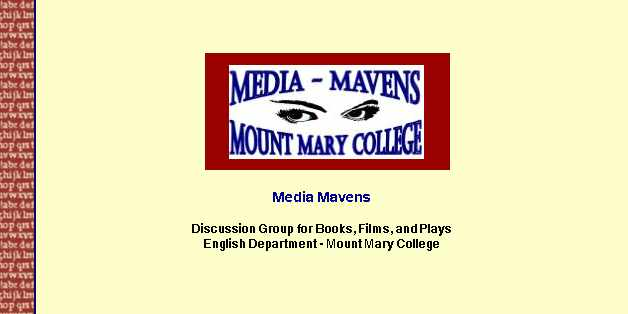 MEDIA ~ MAVENS
MOUNT MARY COLLEGE
Media Mavens
Discussion Group for Books, Films, and Plays
English Department - Mount Mary College